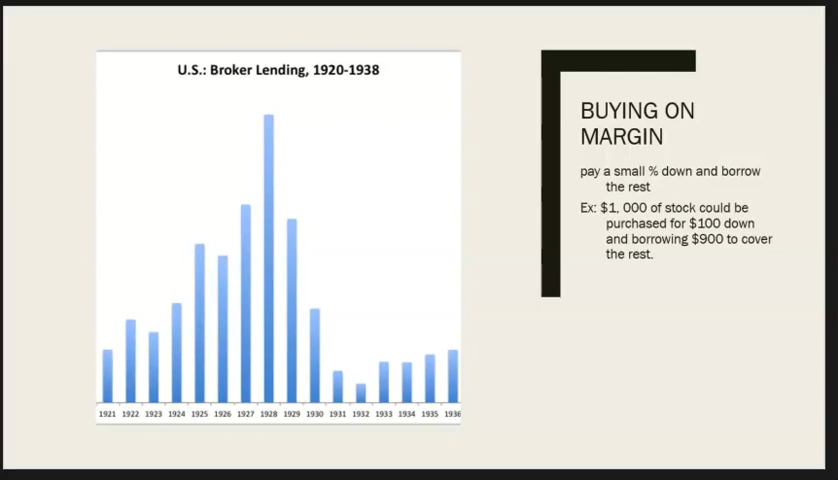 U.S.: Broker Lending, 1920-1938
1921 1922 1923 1924 1925 1926 1927 1928 1929 1930 1931 1932 1933 1934 1935 1936
BUYING ON
MARGIN
pay a small % down and borrow
the rest
Ex: $1, 000 of stock could be
purchased for $100 down
and borrowing $900 to cover
the rest.